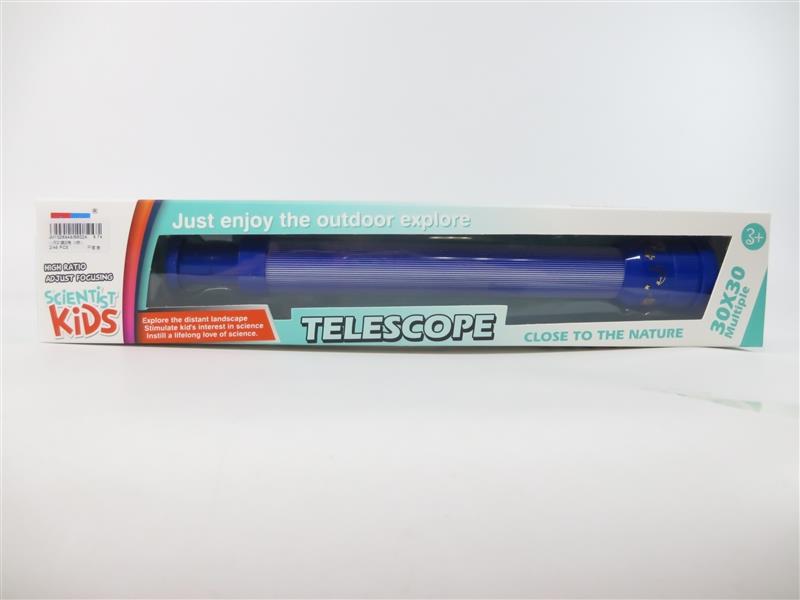 ®
Just enjoy the outdoor explore
3+
HIGH RATIO
ADJUST FOCUSING
SCIENTIST
KiDS
Explore the distant landscape
Stimulate kid's interest in science
Instill a lifelong love of science.
TELESCOPE
CLOSE TO THE NATURE
30X30
Multiple